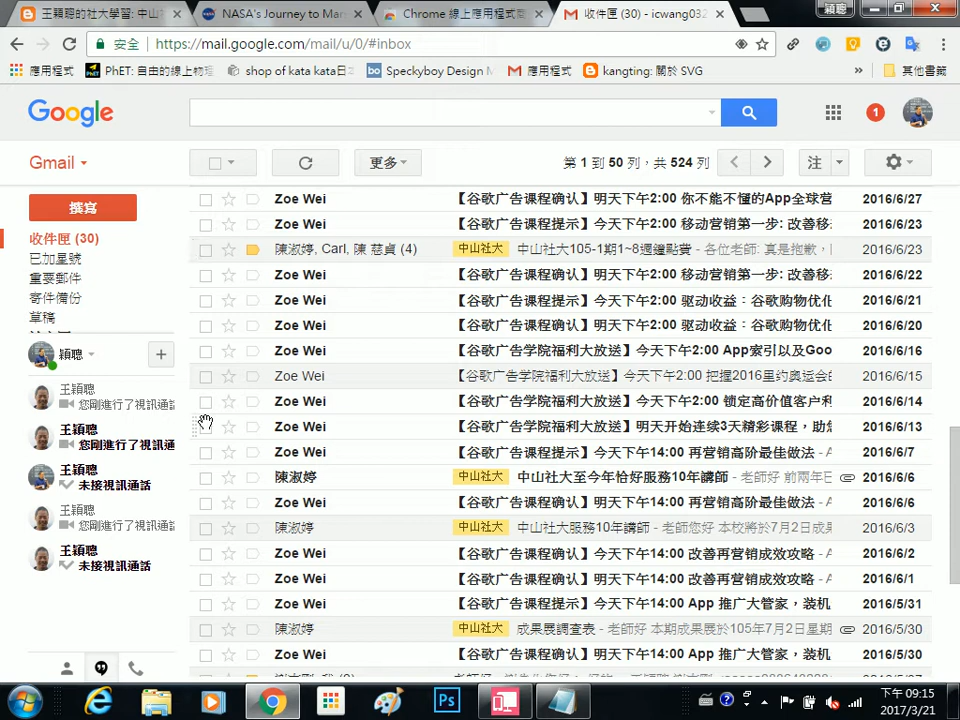 王穎聰的社大學習: 中山
NASA's Journey to Mar
Chrome 線上應用程式商
收件匣 (30) - icwang032
穎聰
安全 https://mail.google.com/mail/u/0/#inbox
應用程式
PhET: 自由的線上物理
shop of kata kata日
Speckyboy Design M
應用程式
kangting: 關於 SVG
»
其他書籤
Google
1
Gmail
更多
第 1 到 50 列，共 524 列
注
撰寫
收件匣 (30)
已加星號
重要郵件
寄件備份
草稿
穎聰
王穎聰
您剛進行了視訊通話
王穎聰
您剛進行了視訊通
王穎聰
未接視訊通話
王穎聰
您剛進行了視訊通話
王穎聰
未接視訊通話
Zoe Wei 【谷歌广告课程确认】明天下午2:00 你不能不懂的App全球营 2016/6/27
Zoe Wei 【谷歌广告课程提示】今天下午2:00 移动营销第一步: 改善移 2016/6/23
陳淑婷, Carl, 陳 慈貞 (4) 中山社大 中山社大105-1期1~8週鐘點費 - 各位老師: 真是抱歉， 2016/6/23
Zoe Wei 【谷歌广告课程确认】明天下午2:00 移动营销第一步: 改善移 2016/6/22
Zoe Wei 【谷歌广告课程提示】今天下午2:00 驱动收益：谷歌购物优化 2016/6/21
Zoe Wei 【谷歌广告课程确认】明天下午2:00 驱动收益：谷歌购物优化 2016/6/20
Zoe Wei 【谷歌广告学院福利大放送】今天下午2:00 App索引以及Goo 2016/6/16
Zoe Wei 【谷歌广告学院福利大放送】今天下午2:00 把握2016里约奥运会的 2016/6/15
Zoe Wei 【谷歌广告学院福利大放送】今天下午2:00 锁定高价值客户利 2016/6/14
Zoe Wei 【谷歌广告学院福利大放送】明天开始连续3天精彩课程，助您 2016/6/13
Zoe Wei 【谷歌广告课程提示】今天下午14:00 再营销高阶最佳做法 - A 2016/6/7
陳淑婷 中山社大 中山社大至今年恰好服務10年講師 - 老師好 前兩年已 2016/6/6
Zoe Wei 【谷歌广告课程确认】明天下午14:00 再营销高阶最佳做法 - A 2016/6/6
陳淑婷 中山社大 中山社大服務10年講師 - 老師您好 本校將於7月2日成果 2016/6/3
Zoe Wei 【谷歌广告课程提示】今天下午14:00 改善再营销成效攻略 - A 2016/6/2
Zoe Wei 【谷歌广告课程确认】明天下午14:00 改善再营销成效攻略 - A 2016/6/1
Zoe Wei 【谷歌广告课程提示】今天下午14:00 App 推广大管家，装机 2016/5/31
陳淑婷 中山社大 成果展調查表 - 老師好 本期成果展於105年7月2日星期 2016/5/30
Zoe Wei 【谷歌广告课程确认】明天下午14:00 App 推广大管家，装机 2016/5/30
Ps
下午 09:15
2017/3/21